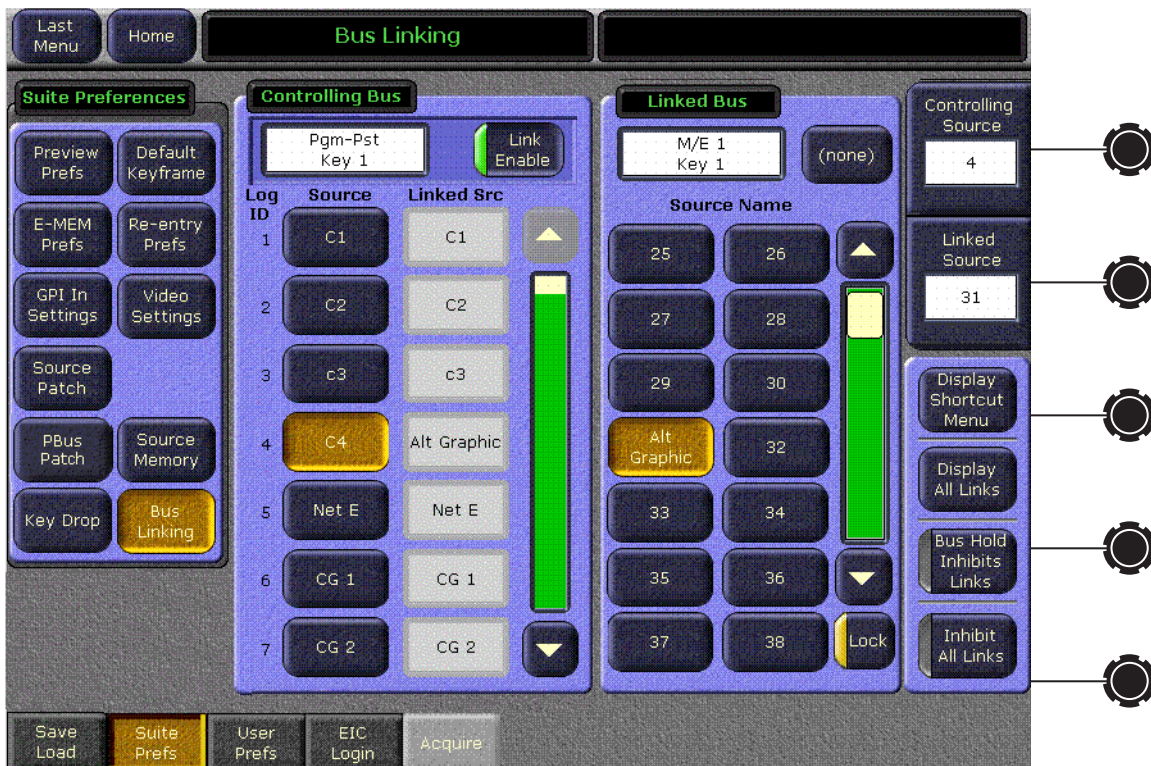 Last
Menu
Home
Bus Linking
Suite Preferences
Preview
Prefs
Default
Keyframe
E-MEM
Prefs
Re-entry
Prefs
GPI In
Settings
Video
Settings
Source
Patch
PBus
Patch
Source
Memory
Key Drop
Bus
Linking
Controlling Bus
Pgm-Pst
Key 1
Link
Enable
Log
ID
Source
Linked Src
1
C1
C1
2
C2
C2
3
c3
c3
4
C4
Alt Graphic
5
Net E
Net E
6
CG 1
CG 1
7
CG 2
CG 2
Linked Bus
M/E 1
Key 1
(none)
Source Name
25
26
27
28
29
30
Alt
Graphic
32
33
34
35
36
37
38
Lock
Controlling
Source
4
Linked
Source
31
Display
Shortcut
Menu
Display
All Links
Bus Hold
Inhibits
Links
Inhibit
All Links
Save
Load
Suite
Prefs
User
Prefs
EIC
Login
Acquire